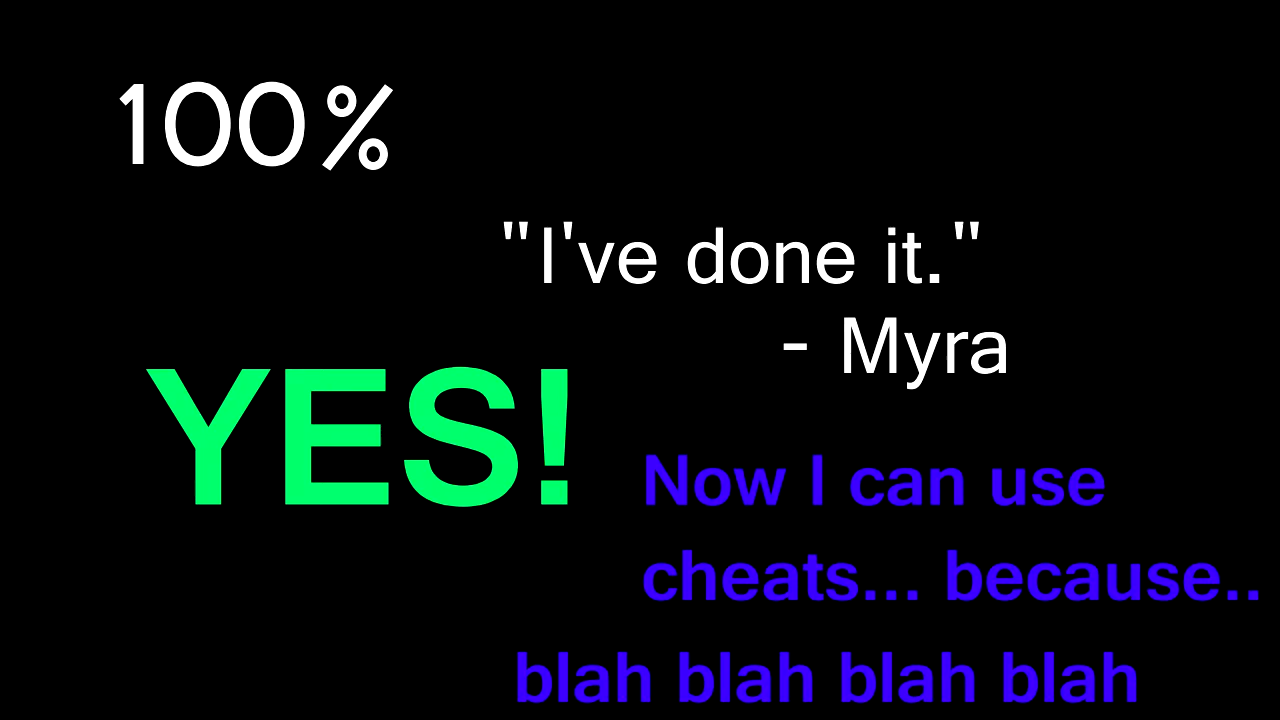 100%
"I've done it."
- Myra
YES!
Now I can use
cheats... because..
blah blah blah blah